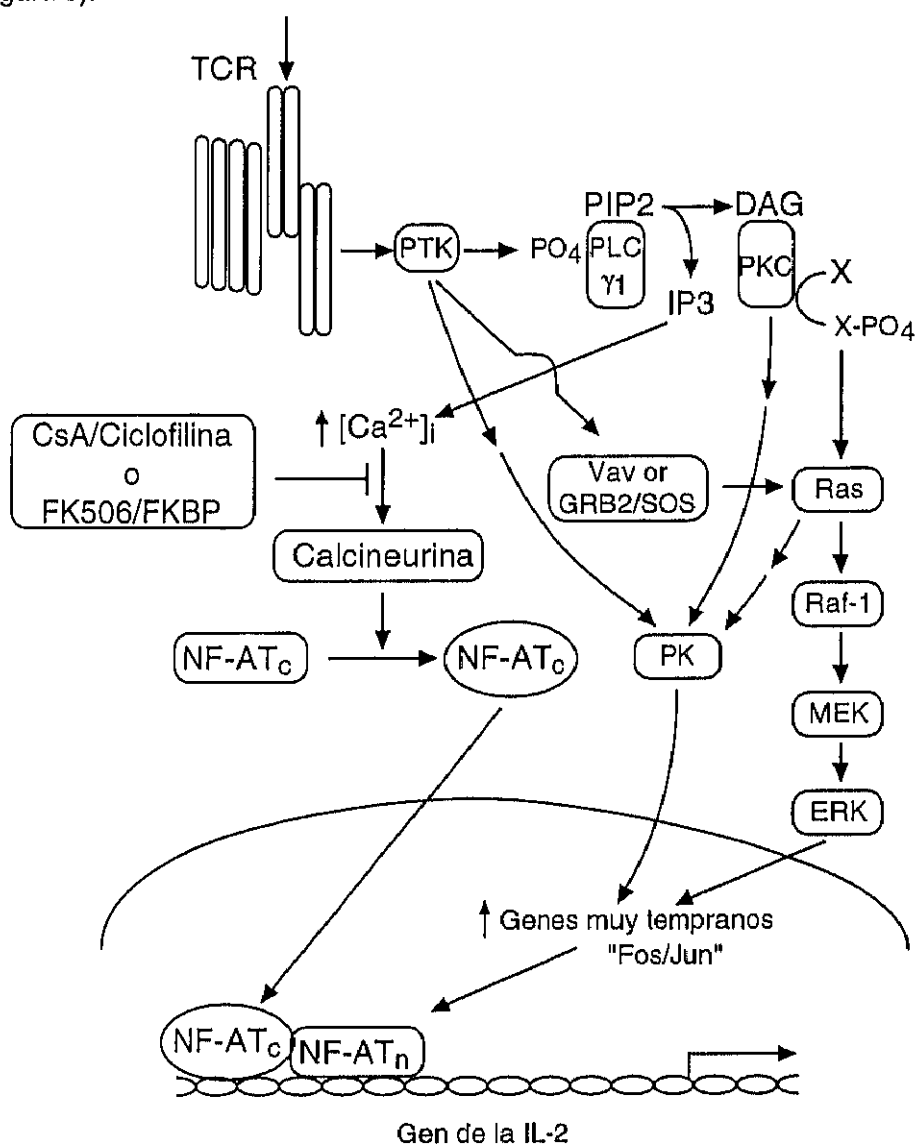 TCR
PIP2
DAG
PTK
PO4
PLC
γ1
PKC
X
IP3
X-PO4
[Ca2+]i
CsA/Ciclofilina
o
FK506/FKBP
Vav or
GRB2/SOS
Ras
Calcineurina
Raf-1
NF-ATc
NF-ATc
PK
MEK
ERK
Genes muy tempranos
"Fos/Jun"
NF-ATc
NF-ATn
Gen de la IL-2